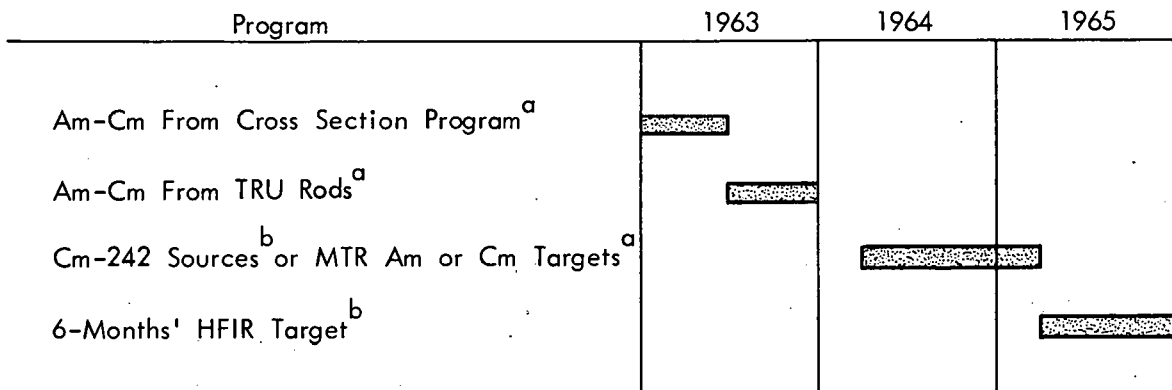 Program 1963 1964 1965
Am-Cm From Cross Section Program^a
Am-Cm From TRU Rods^a
Cm-242 Sources^b or MTR Am or Cm Targets^a
6-Months' HFIR Target^b